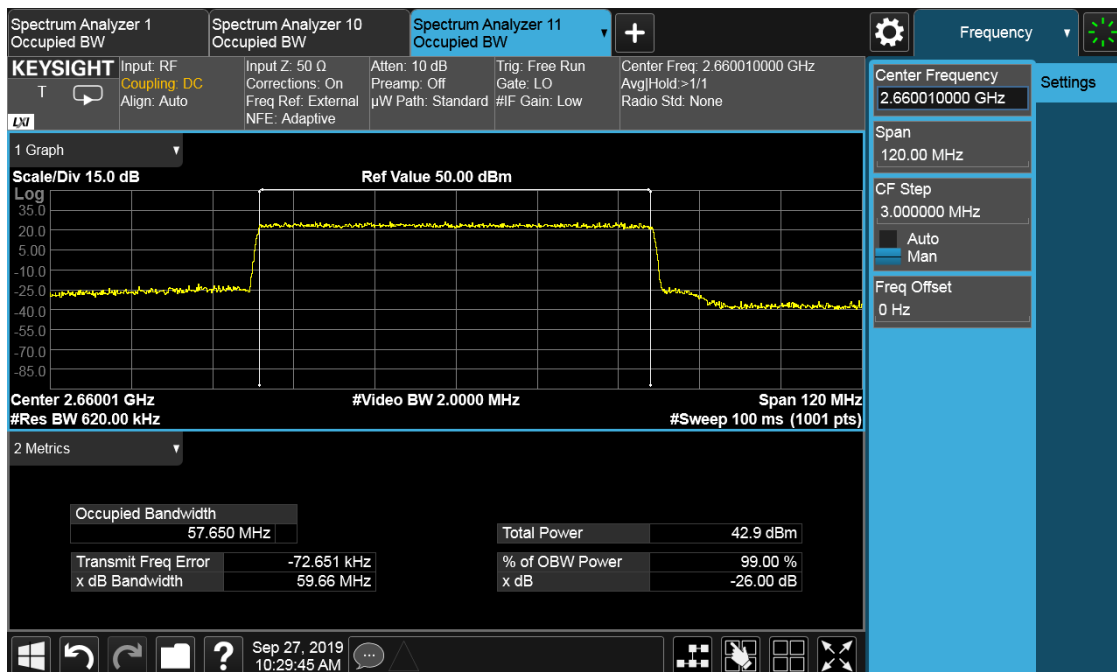 Spectrum Analyzer 1
Occupied BW
Spectrum Analyzer 10
Occupied BW
Spectrum Analyzer 11
Occupied BW
Frequency
KEYSIGHT
T
LXI
Input: RF
Coupling: DC
Align: Auto
Input Z: 50 Ω
Corrections: On
Freq Ref: External
NFE: Adaptive
Atten: 10 dB
Preamp: Off
µW Path: Standard
Trig: Free Run
Gate: LO
#IF Gain: Low
Center Freq: 2.660010000 GHz
Avg|Hold:>1/1
Radio Std: None
Center Frequency
2.660010000 GHz
Settings
Span
120.00 MHz
CF Step
3.000000 MHz
Auto
Man
Freq Offset
0 Hz
1 Graph
Scale/Div 15.0 dB
Ref Value 50.00 dBm
Log
35.0
20.0
5.00
-10.0
-25.0
-40.0
-55.0
-70.0
-85.0
Center 2.66001 GHz
#Video BW 2.0000 MHz
Span 120 MHz
#Res BW 620.00 kHz
#Sweep 100 ms (1001 pts)
2 Metrics
Occupied Bandwidth
57.650 MHz
Total Power 42.9 dBm
Transmit Freq Error -72.651 kHz
% of OBW Power 99.00 %
x dB Bandwidth 59.66 MHz
x dB -26.00 dB
?
Sep 27, 2019
10:29:45 AM